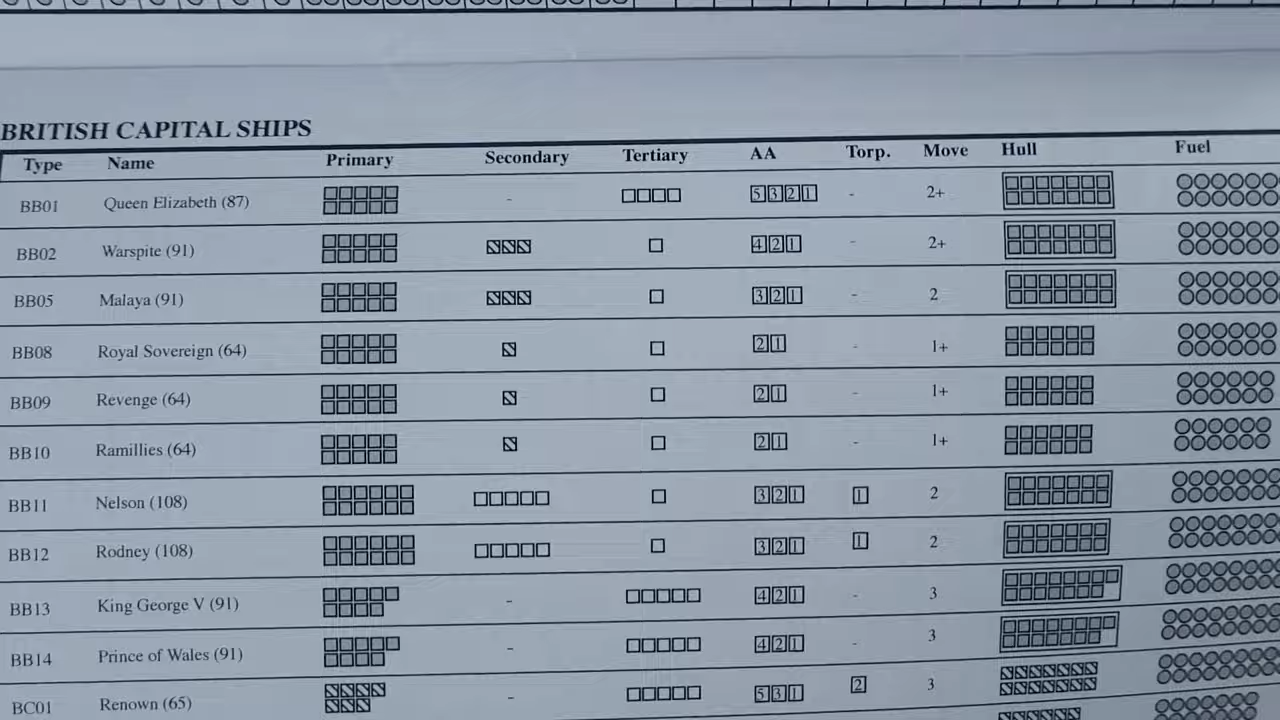 BRITISH CAPITAL SHIPS
Type Name Primary Secondary Tertiary AA Torp. Move Hull Fuel
BB01 Queen Elizabeth (87) - 5 3 2 1 - 2+
BB02 Warspite (91) 4 2 1 - 2+
BB05 Malaya (91) 3 2 1 - 2
BB08 Royal Sovereign (64) 2 1 - 1+
BB09 Revenge (64) 2 1 - 1+
BB10 Ramillies (64) 2 1 - 1+
BB11 Nelson (108) 3 2 1 1 2
BB12 Rodney (108) 3 2 1 1 2
BB13 King George V (91) - 4 2 1 - 3
BB14 Prince of Wales (91) - 4 2 1 - 3
BC01 Renown (65) - 5 3 1 2 3